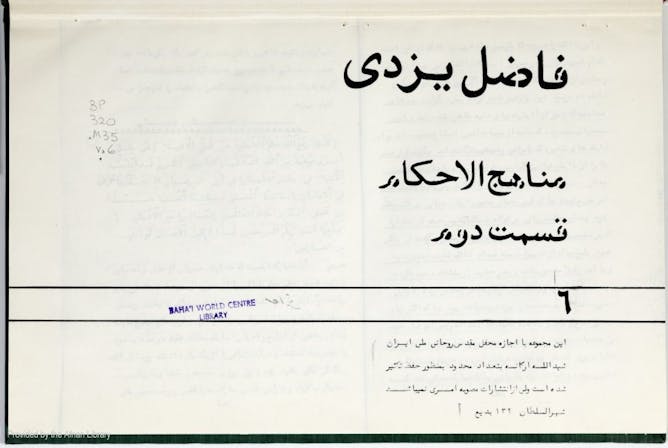 فاضل یزدی
BP
320
.M35
v.6
مناهج الاحکام
قسمت دوم
BAHA'I WORLD CENTRE
LIBRARY
٦
این مجموعه با اجازه محفل مقدس روحانی ملی ایران
شیدالله ارکانه بتعداد محدود بمنظور حفظ تکثیر
شده است ولی از انتشارات مصوبه امری نمیباشد
شهرالسلطان ١٣٢ بدیع
Provided by the Afnan Library